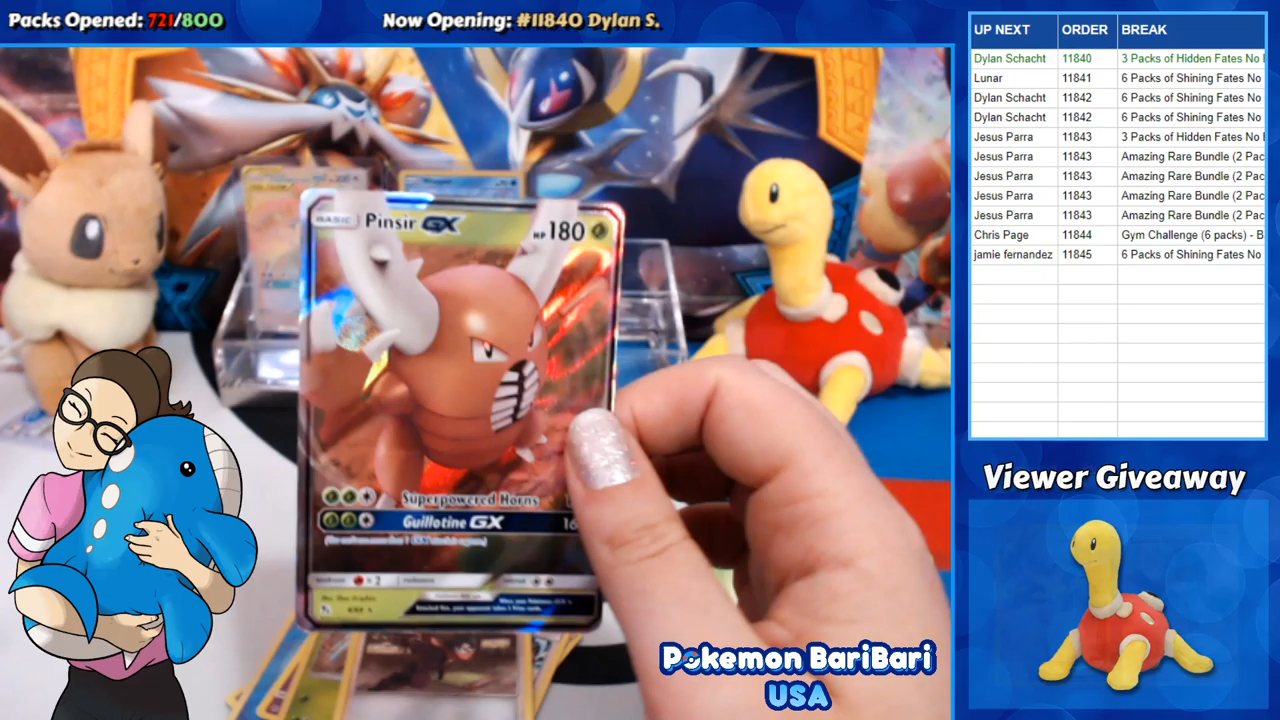 Packs Opened: 721/800
Now Opening: #11840 Dylan S.
UP NEXT ORDER BREAK
Dylan Schacht 11840 3 Packs of Hidden Fates No
Lunar 11841 6 Packs of Shining Fates No
Dylan Schacht 11842 6 Packs of Shining Fates No
Dylan Schacht 11842 6 Packs of Shining Fates No
Jesus Parra 11843 3 Packs of Hidden Fates No
Jesus Parra 11843 Amazing Rare Bundle (2 Pac
Jesus Parra 11843 Amazing Rare Bundle (2 Pac
Jesus Parra 11843 Amazing Rare Bundle (2 Pac
Jesus Parra 11843 Amazing Rare Bundle (2 Pac
Chris Page 11844 Gym Challenge (6 packs) - B
jamie fernandez 11845 6 Packs of Shining Fates No
BASIC Pinsir GX HP 180
Superpowered Horns
Guillotine GX
x2
Viewer Giveaway
Pokemon BariBari
USA